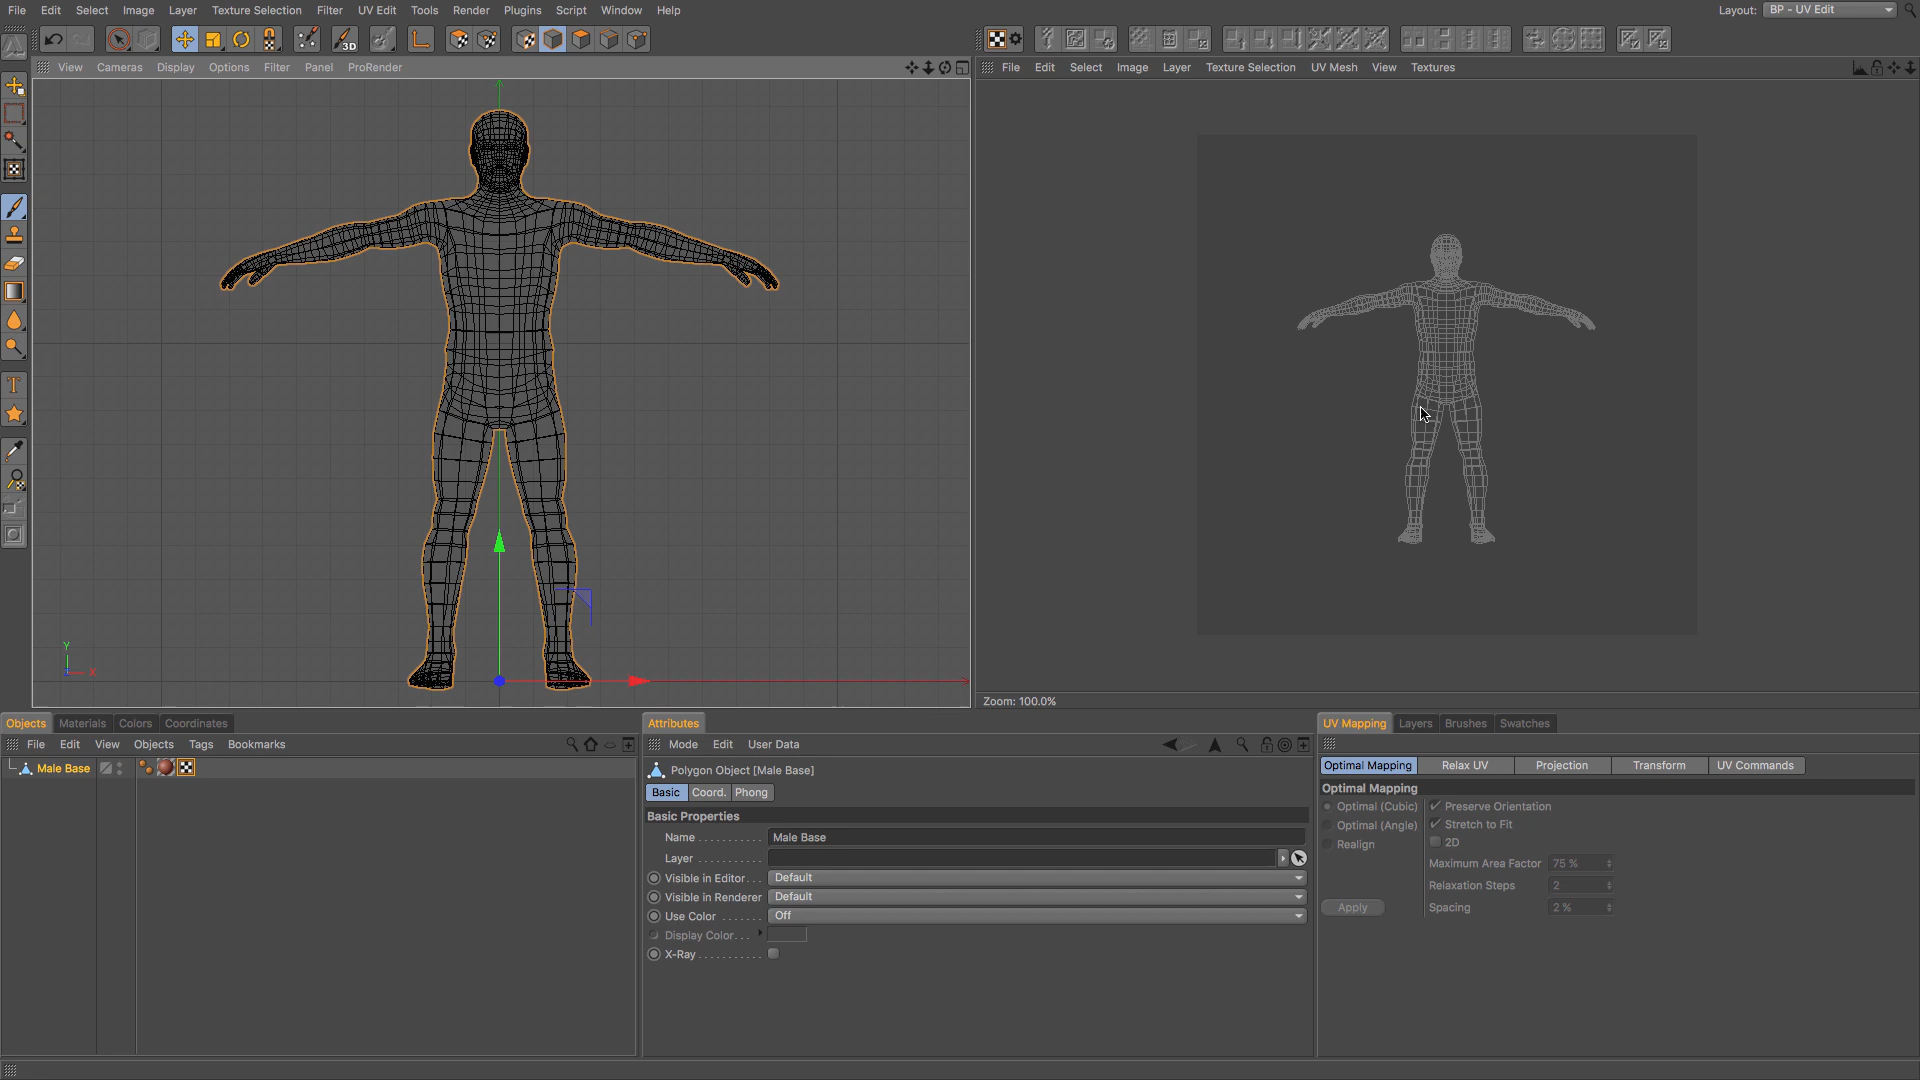 File Edit Select Image Layer Texture Selection Filter UV Edit Tools Render Plugins Script Window Help Layout: BP - UV Edit
3D
View Cameras Display Options Filter Panel ProRender
File Edit Select Image Layer Texture Selection UV Mesh View Textures
T
Y
X
Zoom: 100.0%
Objects Materials Colors Coordinates
File Edit View Objects Tags Bookmarks
Male Base
Attributes
Mode Edit User Data
Polygon Object [Male Base]
Basic Coord. Phong
Basic Properties
Name . . . . . . . . . . . Male Base
Layer . . . . . . . . . . .
Visible in Editor . . . Default
Visible in Renderer Default
Use Color . . . . . . . Off
Display Color . . .
X-Ray . . . . . . . . . . .
UV Mapping Layers Brushes Swatches
Optimal Mapping Relax UV Projection Transform UV Commands
Optimal Mapping
Optimal (Cubic) Preserve Orientation
Optimal (Angle) Stretch to Fit
Realign 2D
Maximum Area Factor 75 %
Relaxation Steps 2
Apply Spacing 2 %